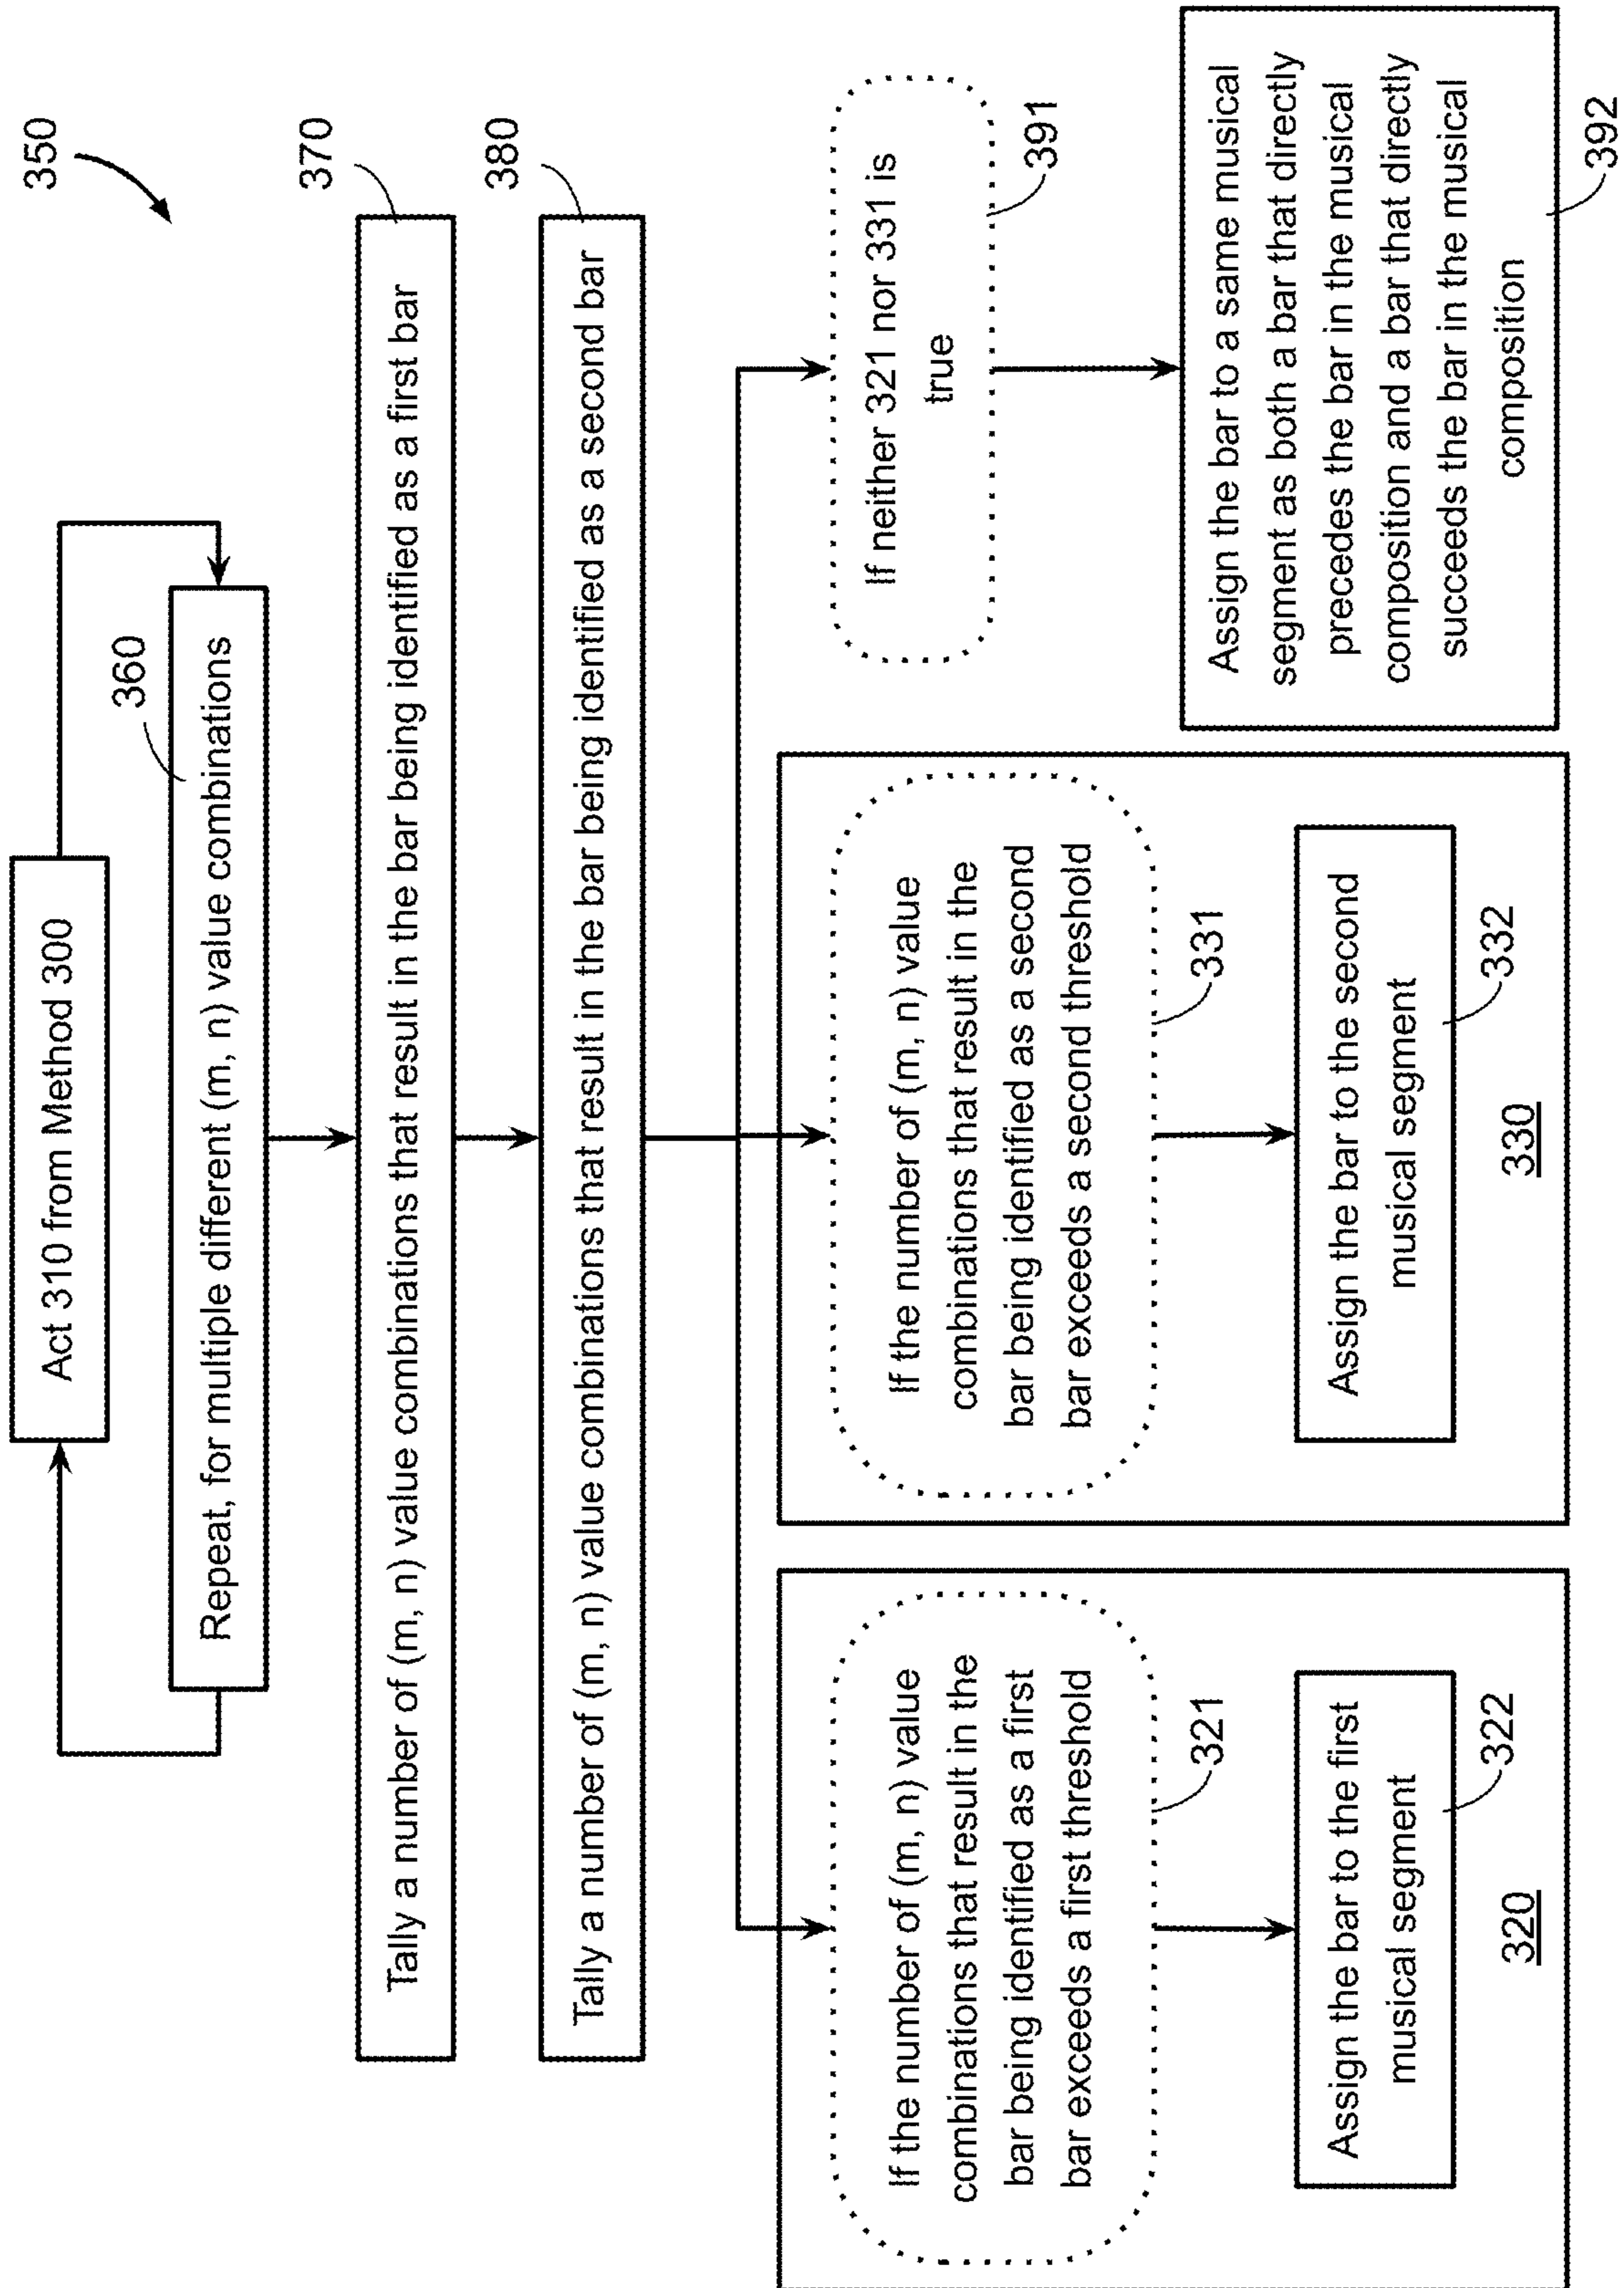 350
Act 310 from Method 300
360
Repeat, for multiple different (m, n) value combinations
370
Tally a number of (m, n) value combinations that result in the bar being identified as a first bar
380
Tally a number of (m, n) value combinations that result in the bar being identified as a second bar
If the number of (m, n) value
combinations that result in the
bar being identified as a first
bar exceeds a first threshold
321
Assign the bar to the first
musical segment
322
320
If the number of (m, n) value
combinations that result in the
bar being identified as a second
bar exceeds a second threshold
331
Assign the bar to the second
musical segment
332
330
If neither 321 nor 331 is
true
391
Assign the bar to a same musical
segment as both a bar that directly
precedes the bar in the musical
composition and a bar that directly
succeeds the bar in the musical
composition
392